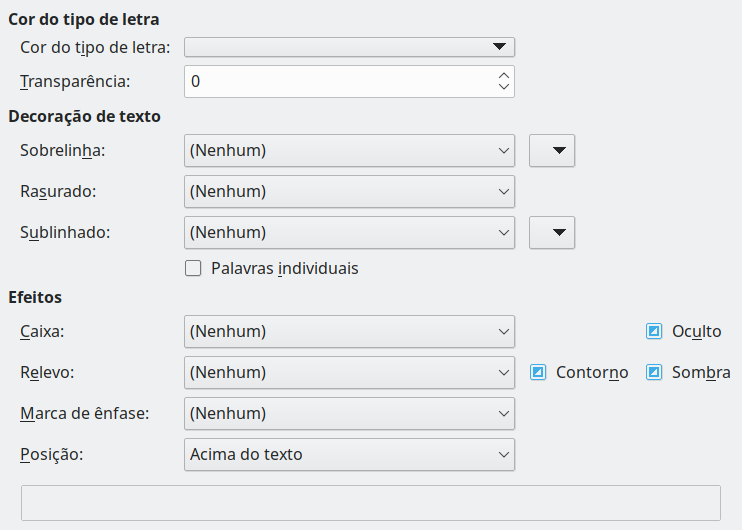 Cor do tipo de letra
Cor do tipo de letra:
Transparência: 0
Decoração de texto
Sobrelinha: (Nenhum)
Rasurado: (Nenhum)
Sublinhado: (Nenhum)
Palavras individuais
Efeitos
Caixa: (Nenhum) Oculto
Relevo: (Nenhum) Contorno Sombra
Marca de ênfase: (Nenhum)
Posição: Acima do texto